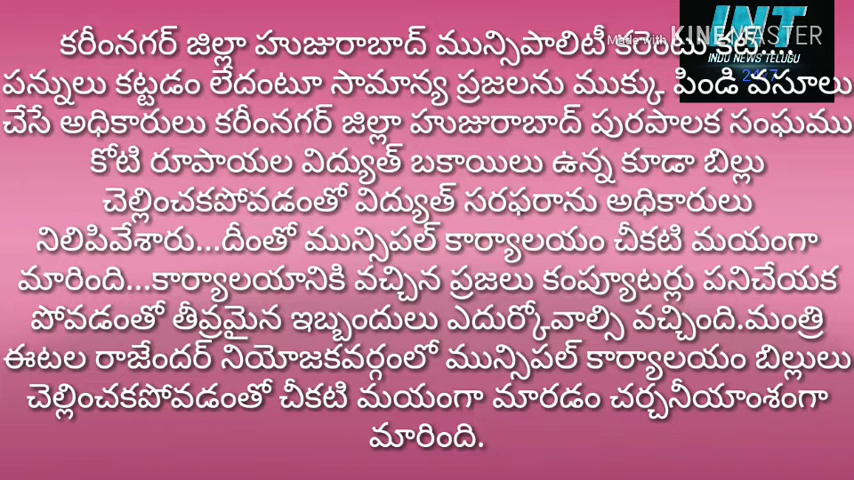 కరీంనగర్ జిల్లా హుజురాబాద్ మున్సిపాలిటీ కరెంటు కట్....
పన్నులు కట్టడం లేదంటూ సామాన్య ప్రజలను ముక్కు పిండి వసూలు
చేసే అధికారులు కరీంనగర్ జిల్లా హుజురాబాద్ పురపాలక సంఘము
కోటి రూపాయల విద్యుత్ బకాయిలు ఉన్న కూడా బిల్లు
చెల్లించకపోవడంతో విద్యుత్ సరఫరాను అధికారులు
నిలిపివేశారు...దీంతో మున్సిపల్ కార్యాలయం చీకటి మయంగా
మారింది...కార్యాలయానికి వచ్చిన ప్రజలు కంప్యూటర్లు పనిచేయక
పోవడంతో తీవ్రమైన ఇబ్బందులు ఎదుర్కోవాల్సి వచ్చింది.మంత్రి
ఈటల రాజేందర్ నియోజకవర్గంలో మున్సిపల్ కార్యాలయం బిల్లులు
చెల్లించకపోవడంతో చీకటి మయంగా మారడం చర్చనీయాంశంగా
మారింది.
INT
Made with KINEMASTER
INDU NEWS TELUGU